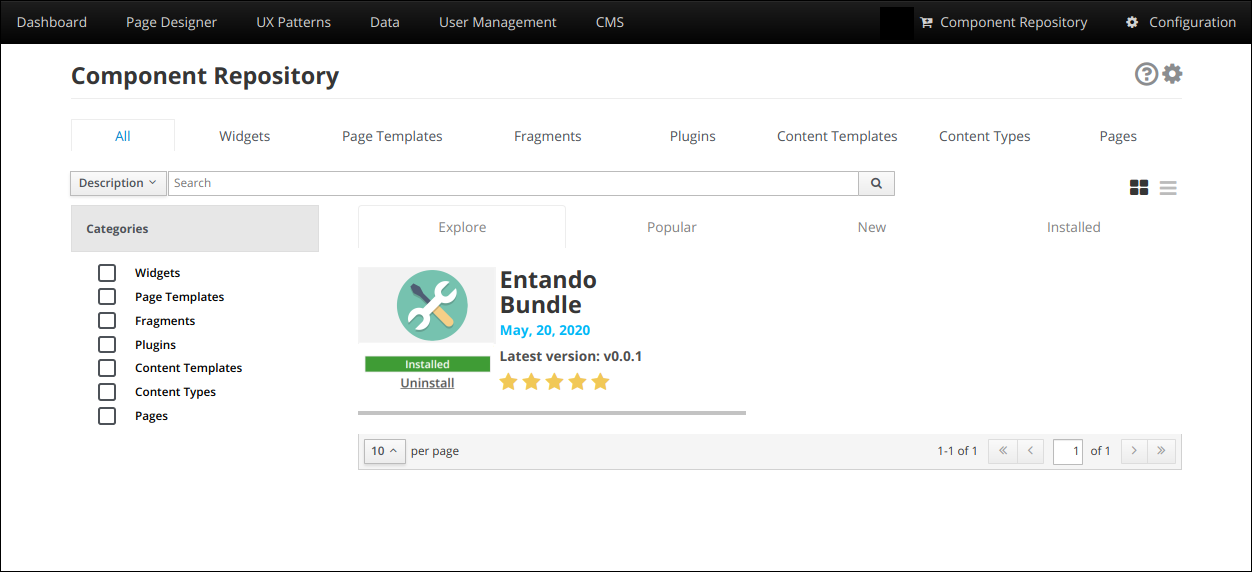 Dashboard Page Designer UX Patterns Data User Management CMS Component Repository Configuration
Component Repository
All Widgets Page Templates Fragments Plugins Content Templates Content Types Pages
Description Search
Categories
Widgets
Page Templates
Fragments
Plugins
Content Templates
Content Types
Pages
Explore Popular New Installed
Entando
Bundle
May, 20, 2020
Latest version: v0.0.1
Installed
Uninstall
10 per page 1-1 of 1 1 of 1